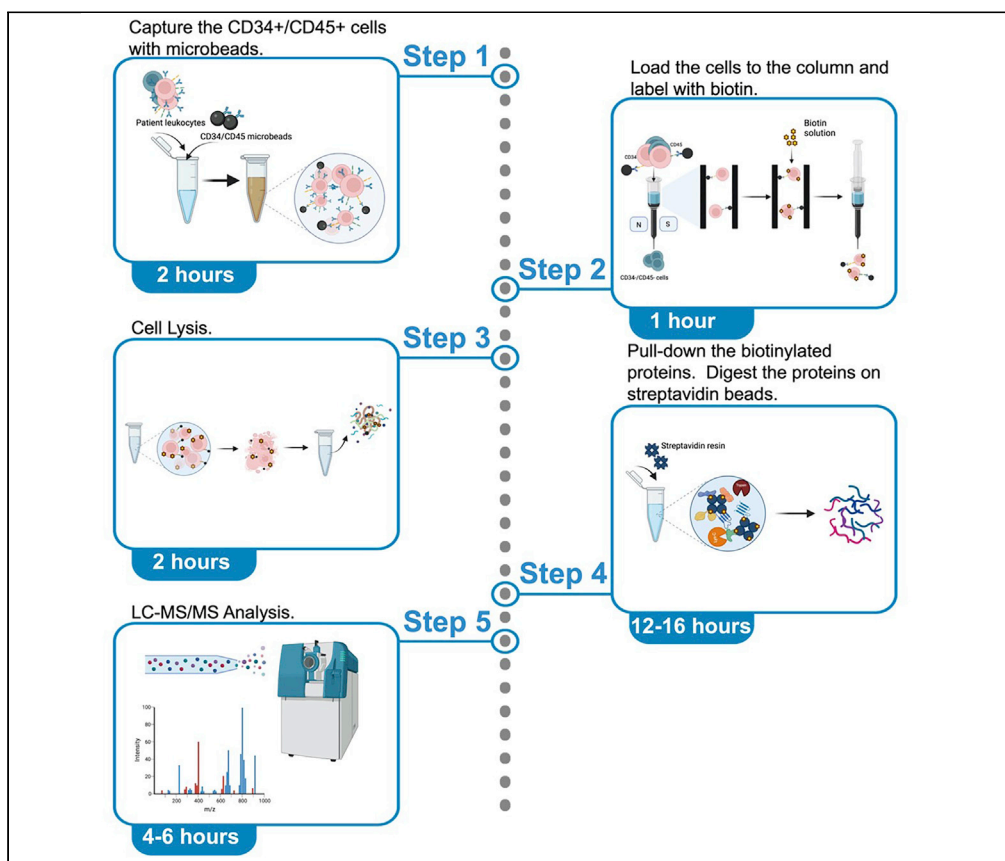 Capture the CD34+/CD45+ cells
with microbeads.
Step 1
Patient leukocytes
CD34/CD45 microbeads
2 hours
Load the cells to the column and
label with biotin.
Step 2
CD34
CD45
Biotin
solution
N
S
CD34-/CD45- cells
1 hour
Cell Lysis.
Step 3
2 hours
Pull-down the biotinylated
proteins. Digest the proteins on
streptavidin beads.
Step 4
Streptavidin resin
12-16 hours
LC-MS/MS Analysis.
Step 5
Intensity
100
80
60
40
20
0
200
400
600
800
1000
m/z
4-6 hours